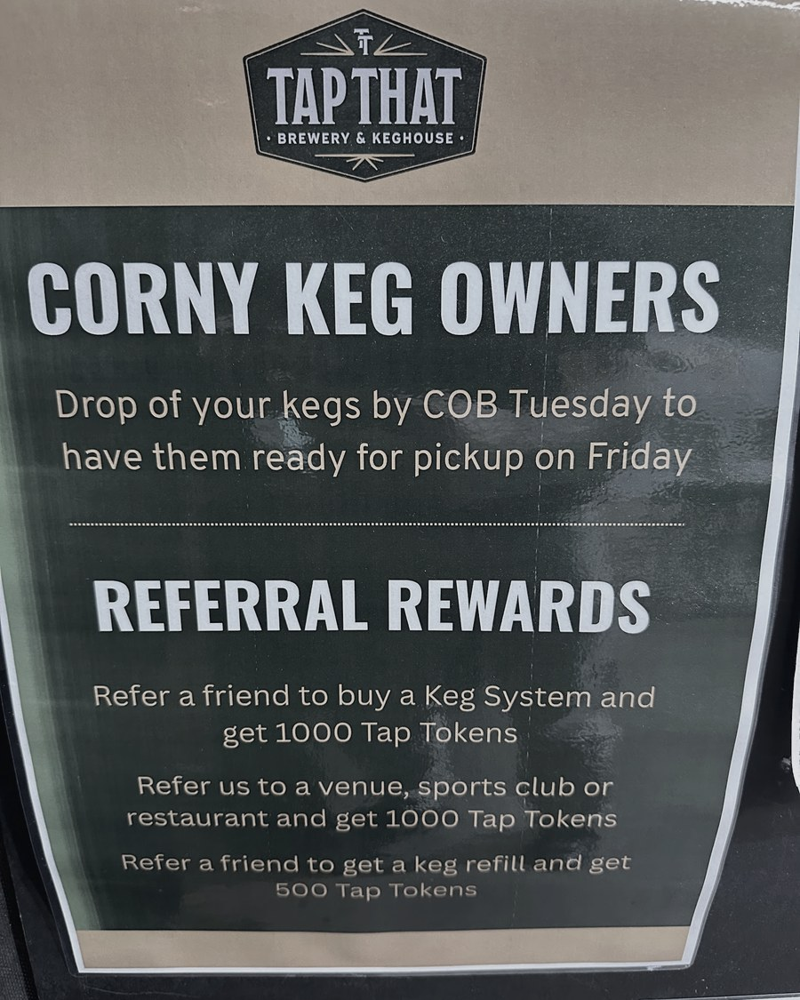 TT
TAP THAT
· BREWERY & KEGHOUSE ·
CORNY KEG OWNERS
Drop of your kegs by COB Tuesday to
have them ready for pickup on Friday
REFERRAL REWARDS
Refer a friend to buy a Keg System and
get 1000 Tap Tokens
Refer us to a venue, sports club or
restaurant and get 1000 Tap Tokens
Refer a friend to get a keg refill and get
500 Tap Tokens